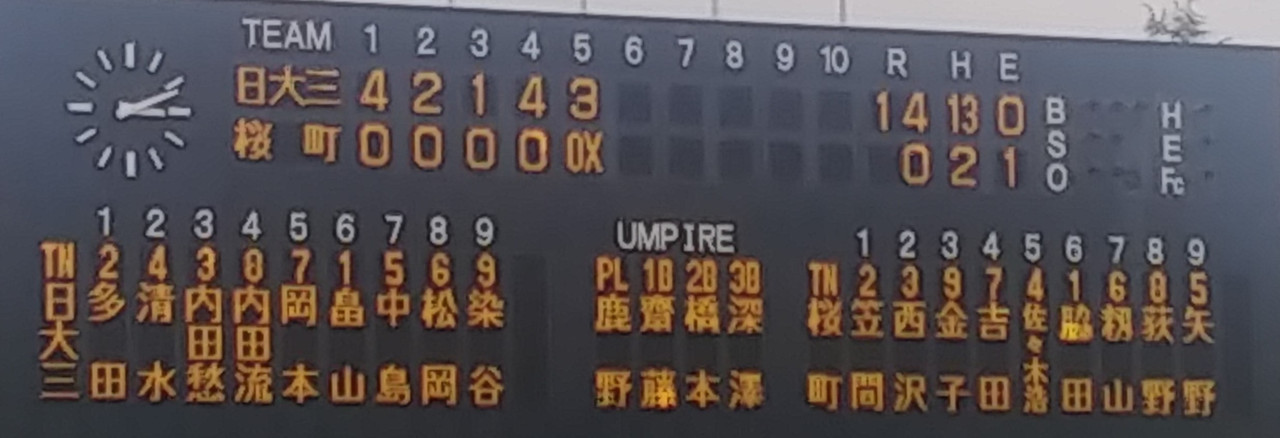 TEAM 1 2 3 4 5 6 7 8 9 10 R H E
日大三 4 2 1 4 3 14 13 0
桜町 0 0 0 0 0X 0 2 1
B H
S E
O Fc
1 2 3 4 5 6 7 8 9
TN 2 4 3 8 7 1 5 6 9
日大三 多田 清水 内田愁 内田流 岡本 畠山 中島 松岡 染谷
UMPIRE
PL 1B 2B 3B
鹿野 齋藤 橋本 深澤
1 2 3 4 5 6 7 8 9
TN 2 3 9 7 4 1 6 8 5
桜町 笠間 西沢 金子 吉田 佐々木浩 脇田 籾山 荻野 矢野